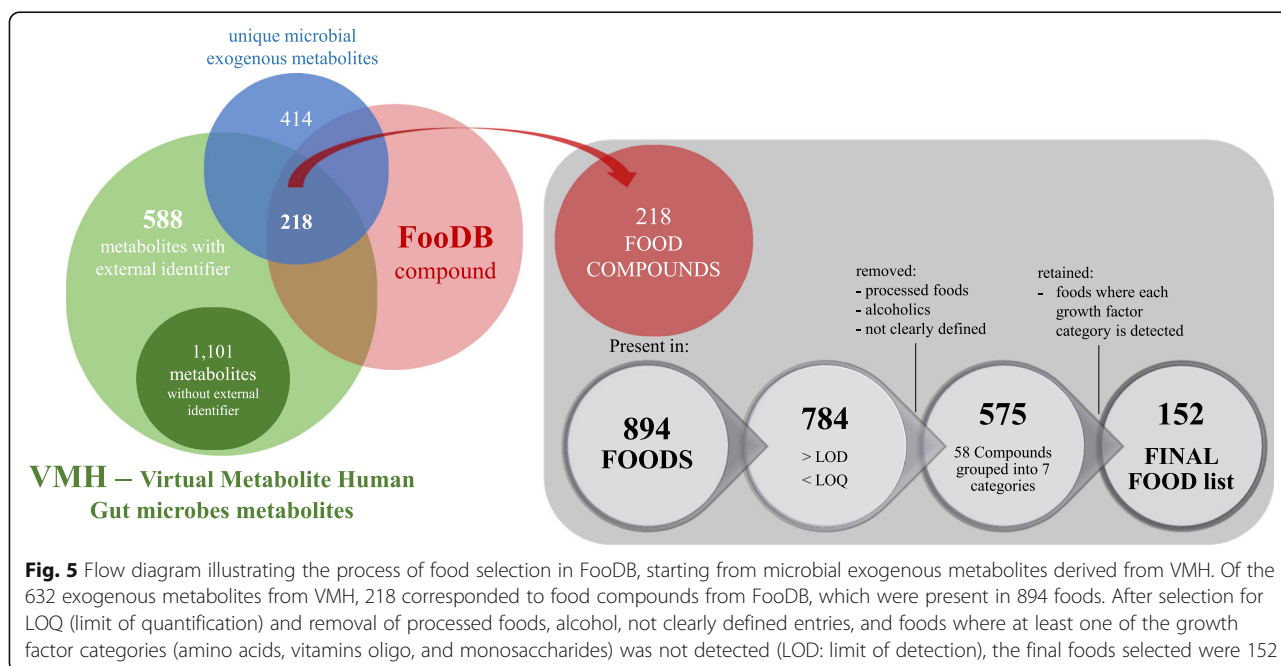 unique microbial
exogenous metabolites
414
588
metabolites with
external identifier
218
FooDB
compound
1,101
metabolites
without external
identifier
VMH – Virtual Metabolite Human
Gut microbes metabolites
218
FOOD
COMPOUNDS
Present in:
removed:
- processed foods
- alcoholics
- not clearly defined
retained:
- foods where each
growth factor
category is detected
894
FOODS
784
> LOD
< LOQ
575
58 Compounds
grouped into 7
categories
152
FINAL
FOOD list
Fig. 5 Flow diagram illustrating the process of food selection in FooDB, starting from microbial exogenous metabolites derived from VMH. Of the
632 exogenous metabolites from VMH, 218 corresponded to food compounds from FooDB, which were present in 894 foods. After selection for
LOQ (limit of quantification) and removal of processed foods, alcohol, not clearly defined entries, and foods where at least one of the growth
factor categories (amino acids, vitamins oligo, and monosaccharides) was not detected (LOD: limit of detection), the final foods selected were 152